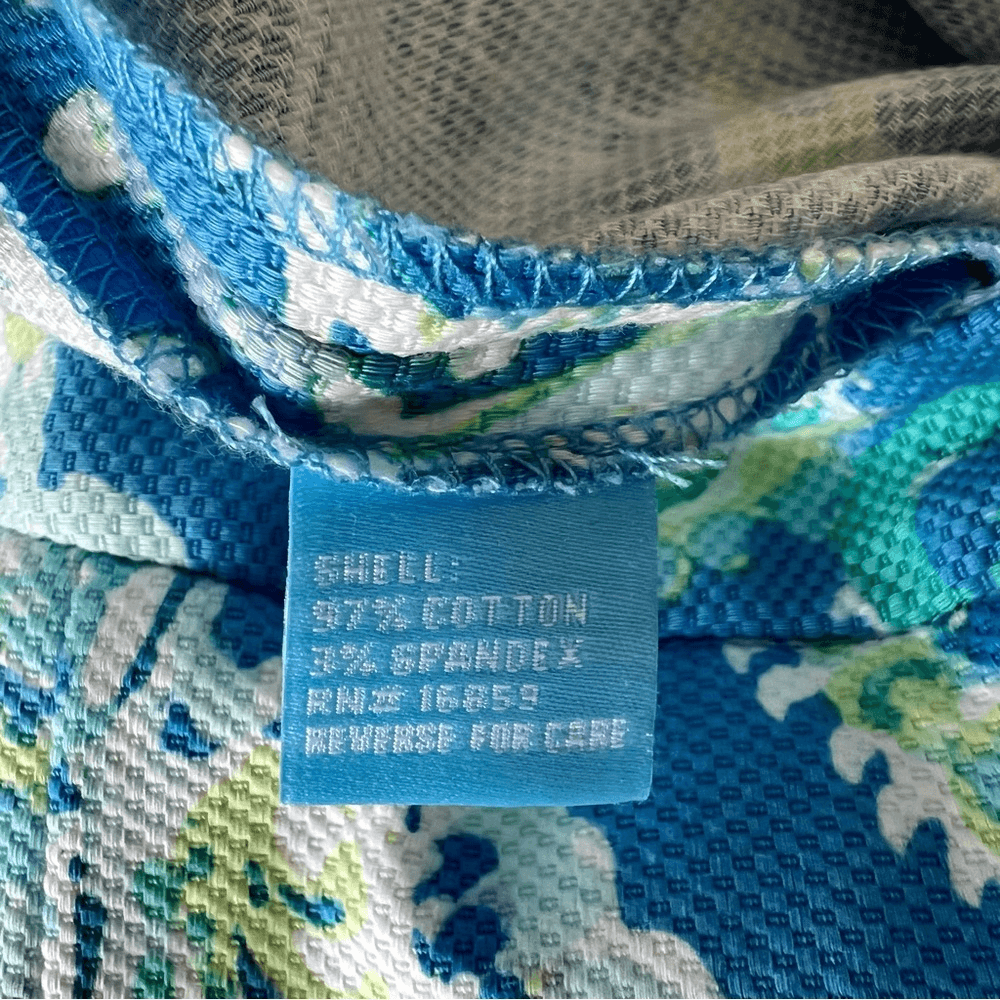 SHELL:
97% COTTON
3% SPANDEX
RN# 16859
REVERSE FOR CARE